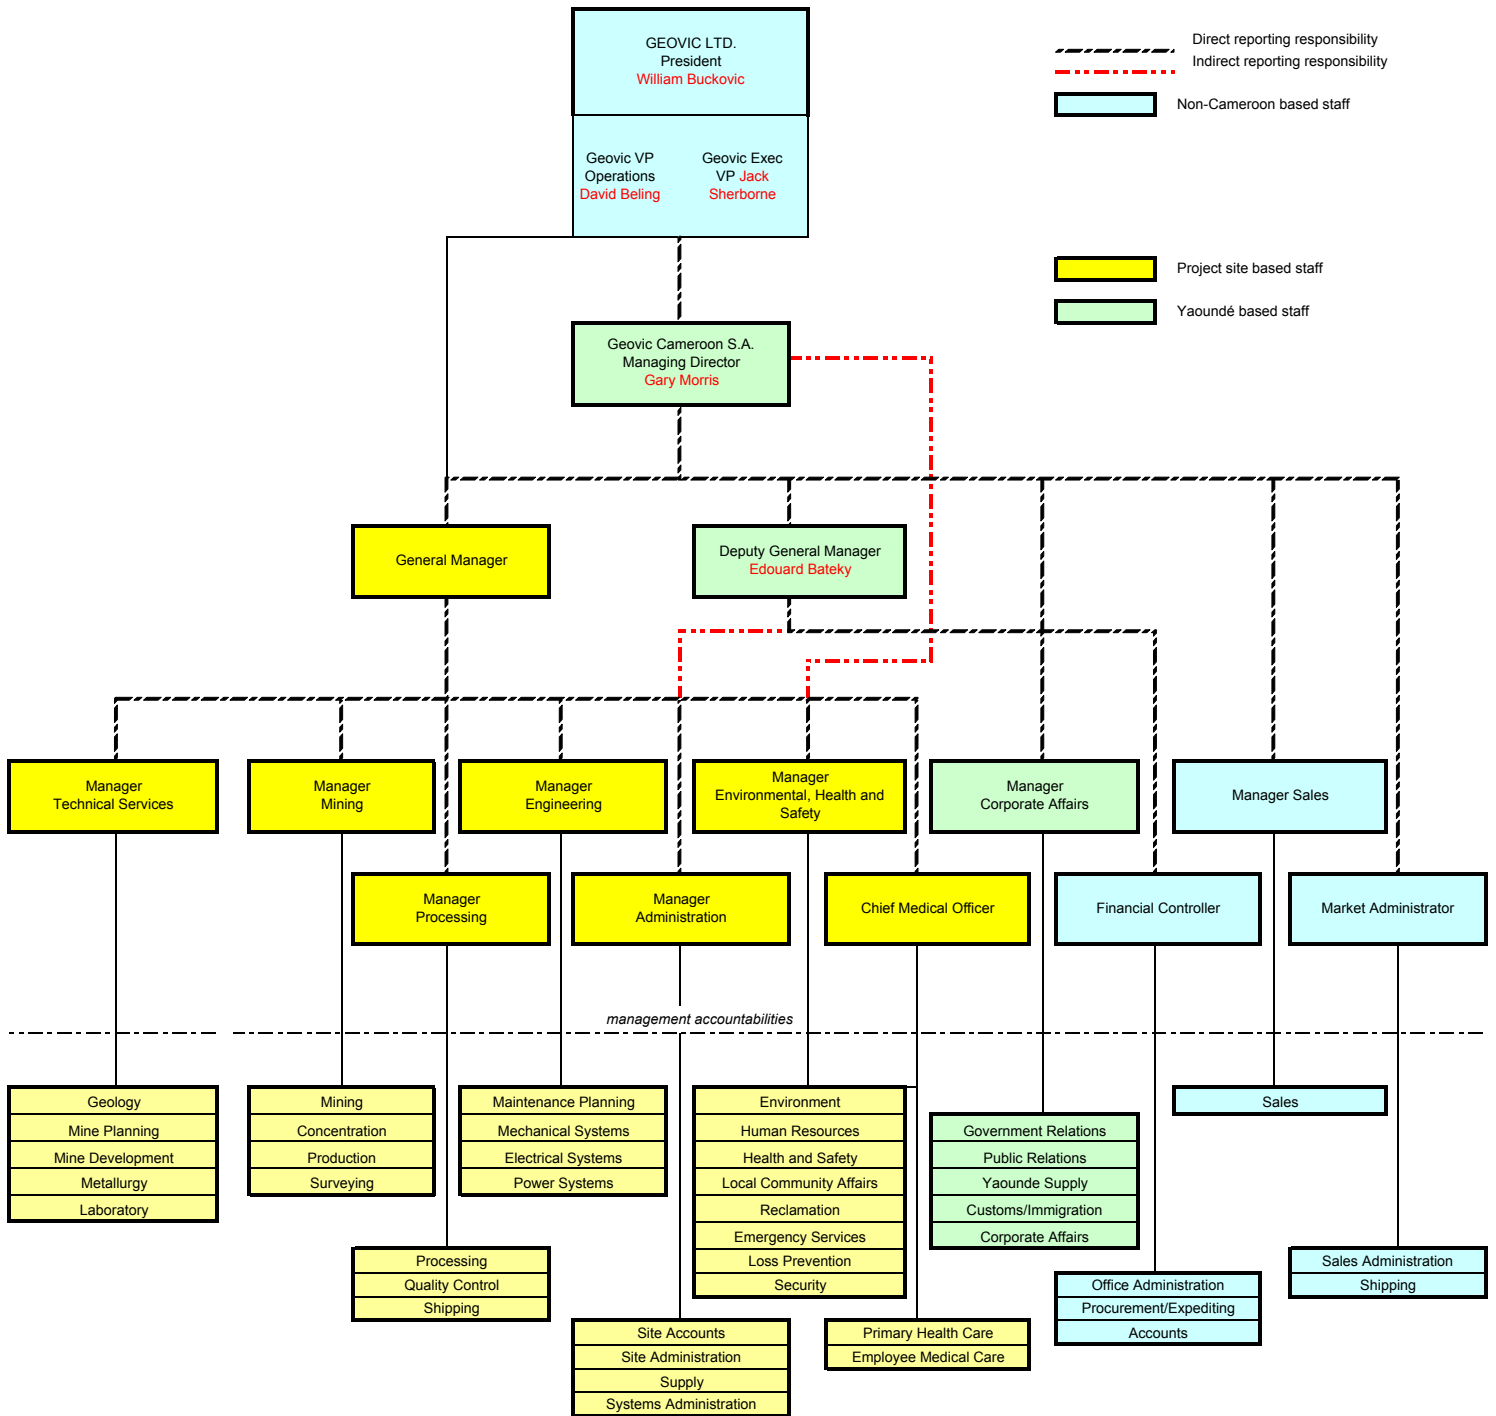 GEOVIC LTD.
President
William Buckovic
Direct reporting responsibility
Indirect reporting responsibility
Non-Cameroon based staff
Geovic VP
Operations
David Beling
Geovic Exec
VP Jack
Sherborne
Project site based staff
Yaoundé based staff
Geovic Cameroon S.A.
Managing Director
Gary Morris
General Manager
Deputy General Manager
Edouard Bateky
Manager
Technical Services
Manager
Mining
Manager
Engineering
Manager
Environmental, Health and
Safety
Manager
Corporate Affairs
Manager Sales
Manager
Processing
Manager
Administration
Chief Medical Officer
Financial Controller
Market Administrator
management accountabilities
Geology
Mine Planning
Mine Development
Metallurgy
Laboratory
Mining
Concentration
Production
Surveying
Maintenance Planning
Mechanical Systems
Electrical Systems
Power Systems
Environment
Human Resources
Health and Safety
Local Community Affairs
Reclamation
Emergency Services
Loss Prevention
Security
Government Relations
Public Relations
Yaounde Supply
Customs/Immigration
Corporate Affairs
Sales
Processing
Quality Control
Shipping
Site Accounts
Site Administration
Supply
Systems Administration
Primary Health Care
Employee Medical Care
Office Administration
Procurement/Expediting
Accounts
Sales Administration
Shipping